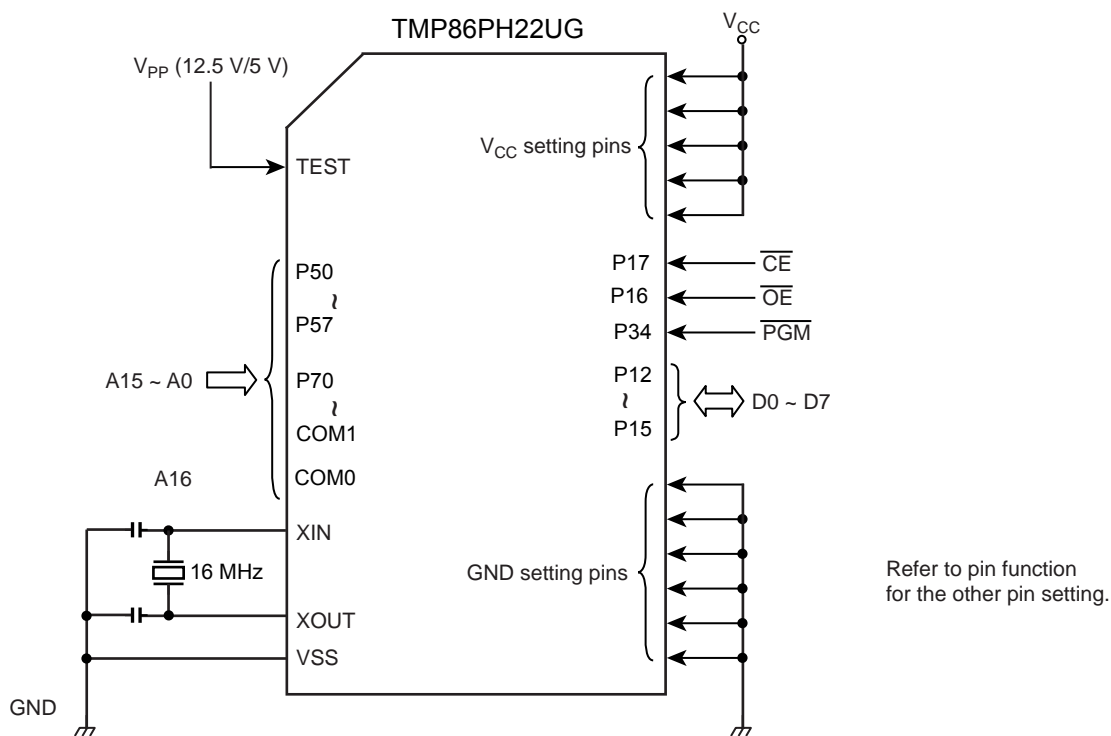 TMP86PH22UG
VCC
VPP (12.5 V/5 V)
VCC setting pins
TEST
P50
~
P57
A15 ~ A0
P70
~
COM1
A16
COM0
XIN
16 MHz
XOUT
VSS
GND
P17
CE
P16
OE
P34
PGM
P12
~
P15
D0 ~ D7
GND setting pins
Refer to pin function
for the other pin setting.